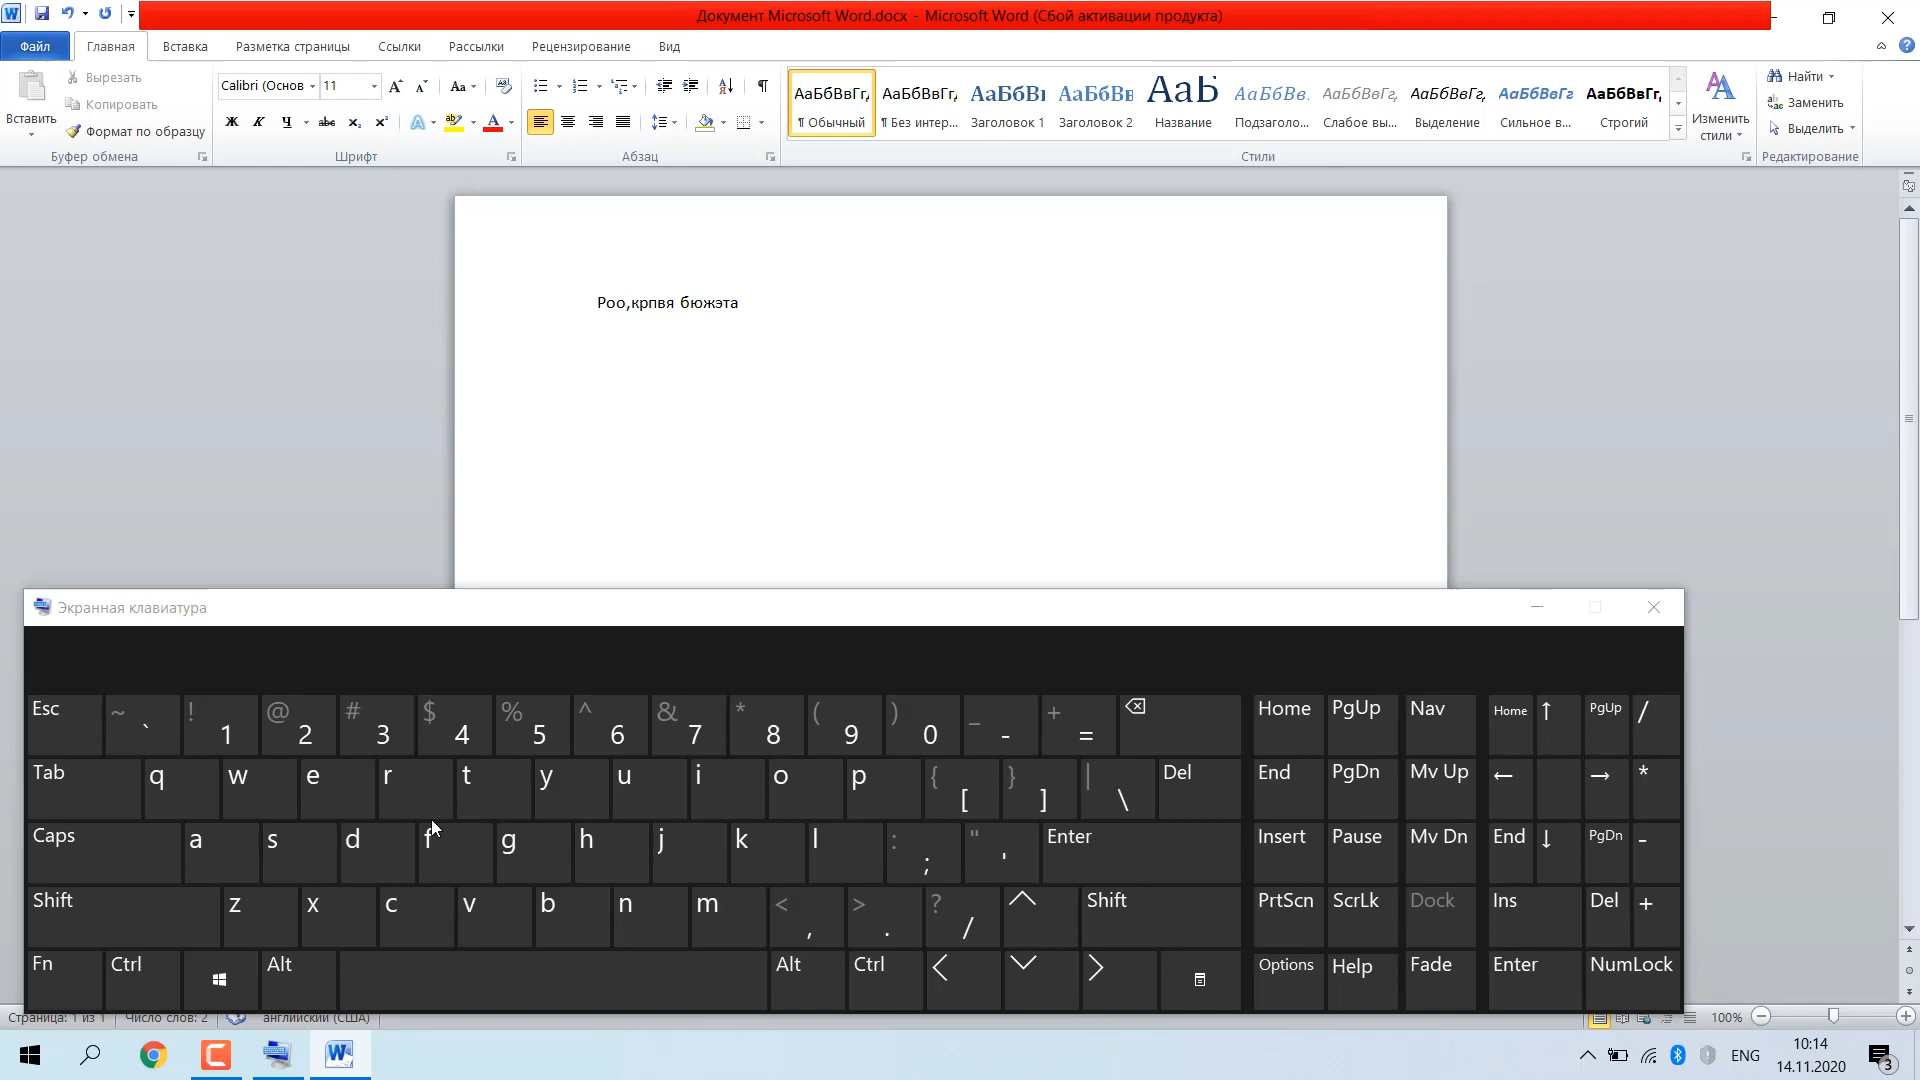 Документ Microsoft Word.docx - Microsoft Word (Сбой активации продукта)
Файл Главная Вставка Разметка страницы Ссылки Рассылки Рецензирование Вид
Вставить
Вырезать
Копировать
Формат по образцу
Буфер обмена
Calibri (Основ 11
Ж К Ч abc x₂ x²
Шрифт
Абзац
АаБбВвГг, АаБбВвГг, АаБбВı АаБбВв АаБ АаБбВв. АаБбВвГг, АаБбВвГг, АаБбВвГг АаБбВвГг,
¶ Обычный ¶ Без интер... Заголовок 1 Заголовок 2 Название Подзаголо... Слабое вы... Выделение Сильное в... Строгий
Стили
Изменить
стили
Найти
Заменить
Выделить
Редактирование
Роо,крпвя бюжэта
Экранная клавиатура
Esc ~ ` ! 1 @ 2 # 3 $ 4 % 5 ^ 6 & 7 * 8 ( 9 ) 0 _ - + = Home PgUp Nav Home ↑ PgUp /
Tab q w e r t y u i o p { [ } ] | \ Del End PgDn Mv Up ← → *
Caps a s d f g h j k l : ; " ' Enter Insert Pause Mv Dn End ↓ PgDn -
Shift z x c v b n m < , > . ? / Shift PrtScn ScrLk Dock Ins Del +
Fn Ctrl Alt Alt Ctrl Options Help Fade Enter NumLock
Страница: 1 из 1 Число слов: 2 английский (США) 100%
ENG 10:14
14.11.2020
3